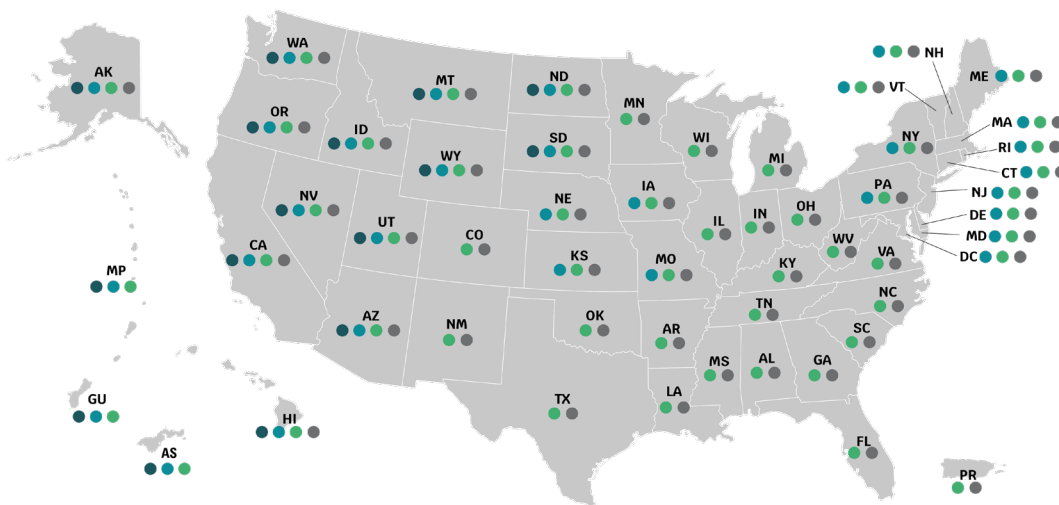 WA
AK
MT
ND
MN
OR
ID
WY
SD
WI
MI
NY
NH
VT
ME
MA
RI
CT
NJ
DE
MD
DC
PA
NV
UT
CO
NE
IA
IL
IN
OH
WV
VA
CA
KS
MO
KY
NC
MP
AZ
NM
OK
AR
TN
SC
MS
AL
GA
GU
HI
TX
LA
FL
AS
PR